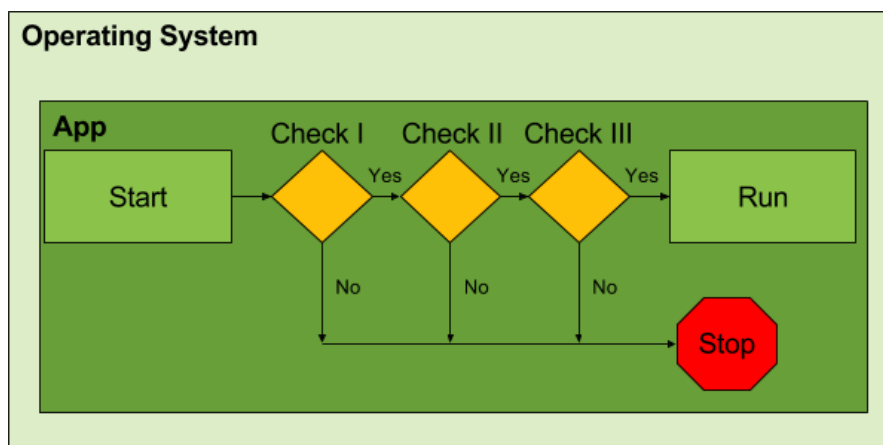 Operating System
App
Check I
Check II
Check III
Start
Yes
Yes
Yes
Run
No
No
No
Stop